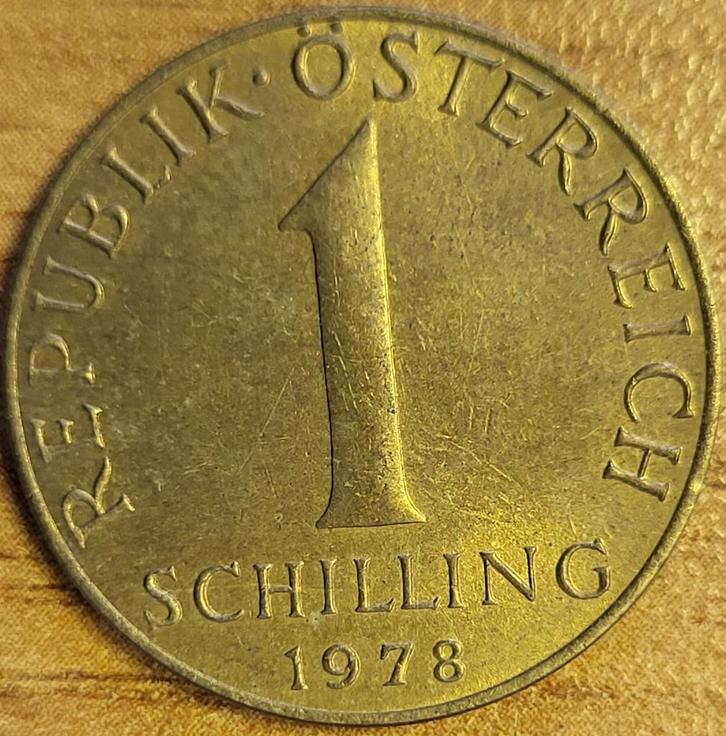 REPUBLIK · ÖSTERREICH
1
SCHILLING
1978